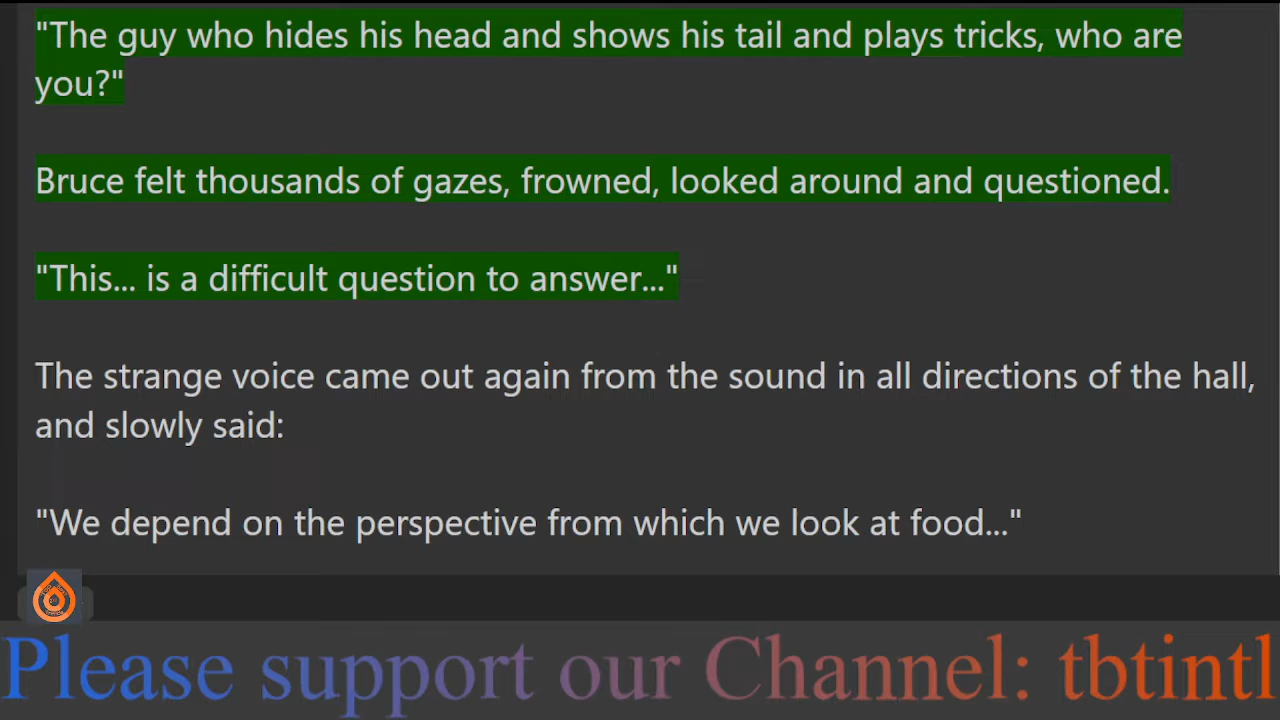 "The guy who hides his head and shows his tail and plays tricks, who are
you?"
Bruce felt thousands of gazes, frowned, looked around and questioned.
"This... is a difficult question to answer..."
The strange voice came out again from the sound in all directions of the hall,
and slowly said:
"We depend on the perspective from which we look at food..."
Please support our Channel: tbtintl